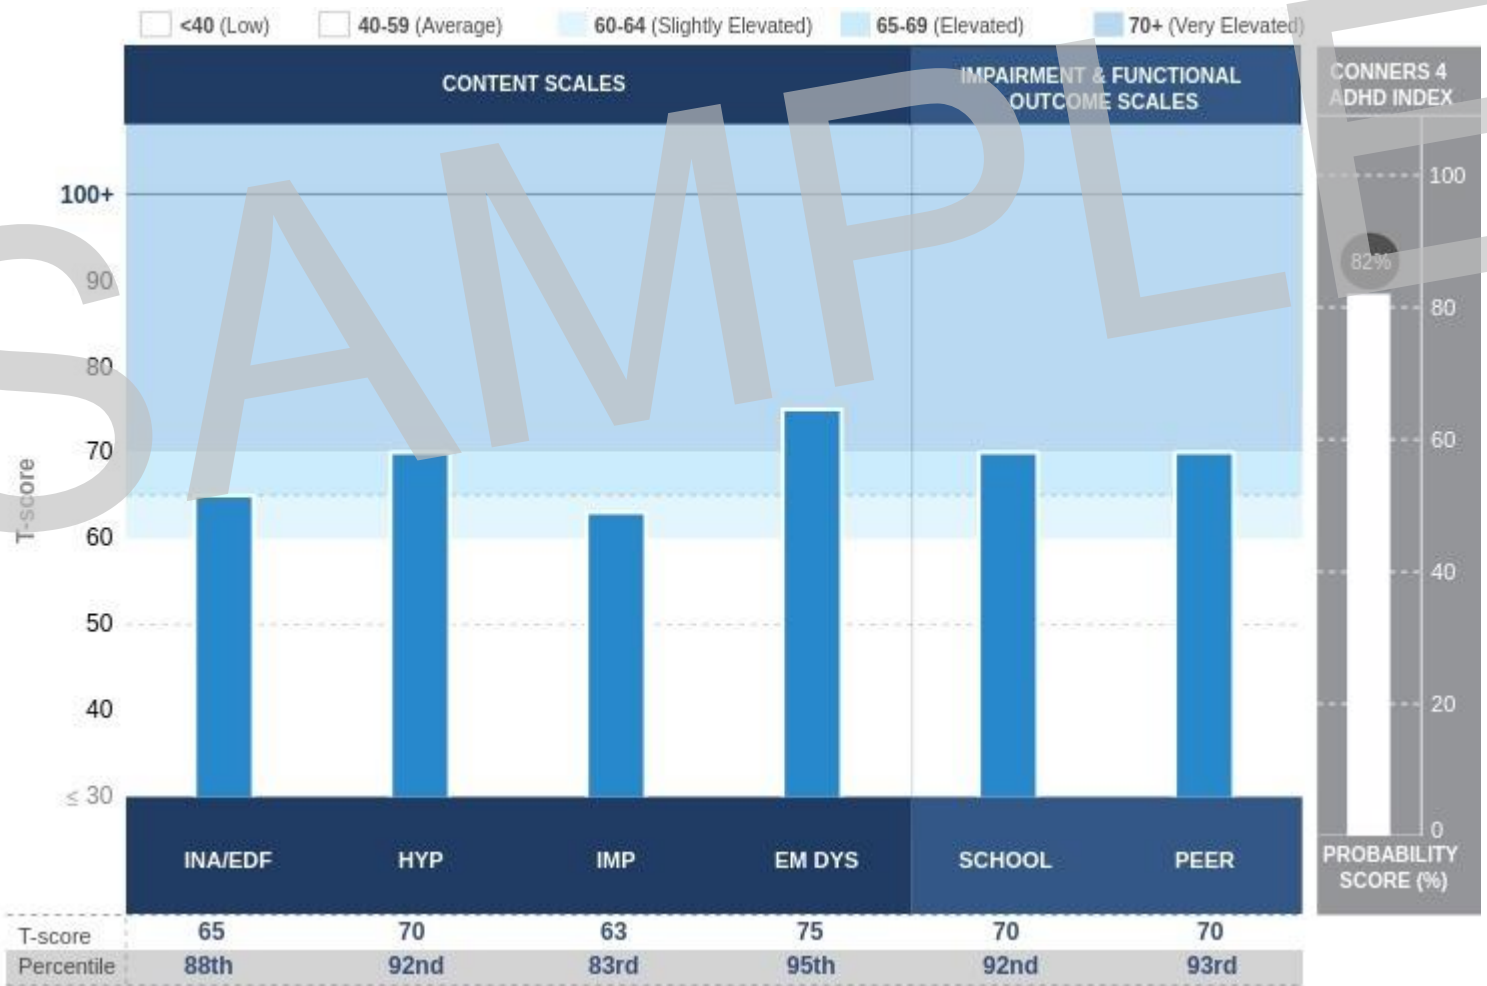 <40 (Low) 40-59 (Average) 60-64 (Slightly Elevated) 65-69 (Elevated) 70+ (Very Elevated)
CONTENT SCALES
IMPAIRMENT & FUNCTIONAL
OUTCOME SCALES
CONNERS 4
ADHD INDEX
100+
90
80
70
60
50
40
≤ 30
T-score
100
80
60
40
20
0
82%
SAMPLE
INA/EDF HYP IMP EM DYS SCHOOL PEER
PROBABILITY
SCORE (%)
T-score 65 70 63 75 70 70
Percentile 88th 92nd 83rd 95th 92nd 93rd